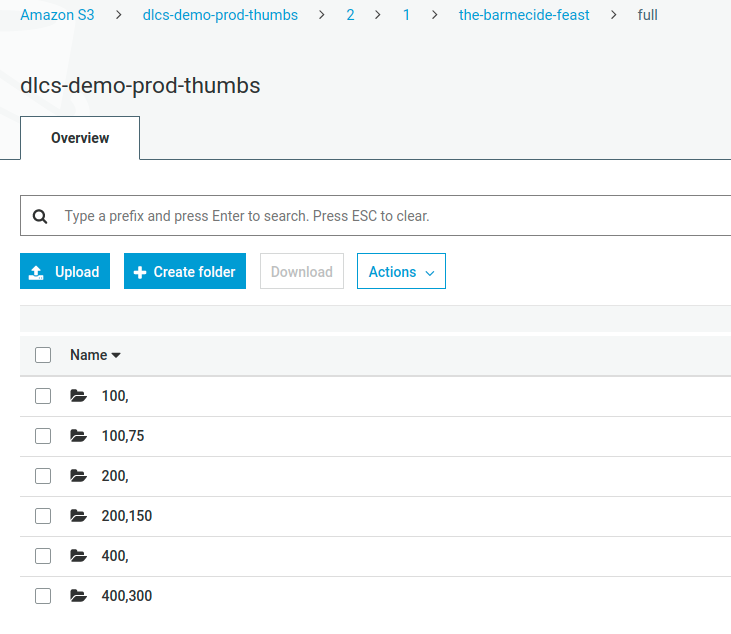 Amazon S3 > dlcs-demo-prod-thumbs > 2 > 1 > the-barmecide-feast > full
dlcs-demo-prod-thumbs
Overview
Type a prefix and press Enter to search. Press ESC to clear.
Upload Create folder Download Actions
Name
100,
100,75
200,
200,150
400,
400,300